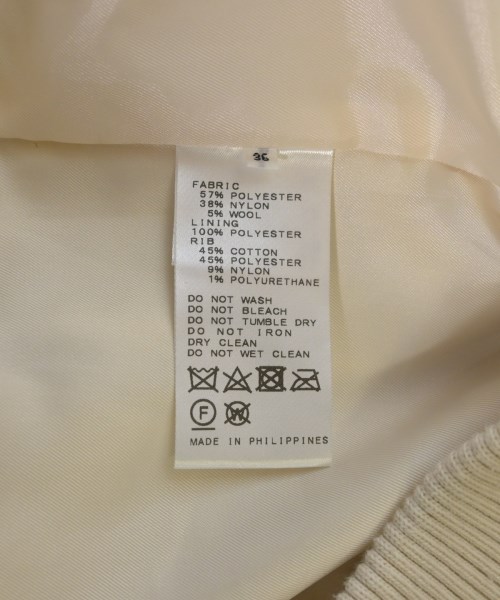 36
FABRIC
57% POLYESTER
38% NYLON
5% WOOL
LINING
100% POLYESTER
RIB
45% COTTON
45% POLYESTER
9% NYLON
1% POLYURETHANE
DO NOT WASH
DO NOT BLEACH
DO NOT TUMBLE DRY
DO NOT IRON
DRY CLEAN
DO NOT WET CLEAN
F W
MADE IN PHILIPPINES